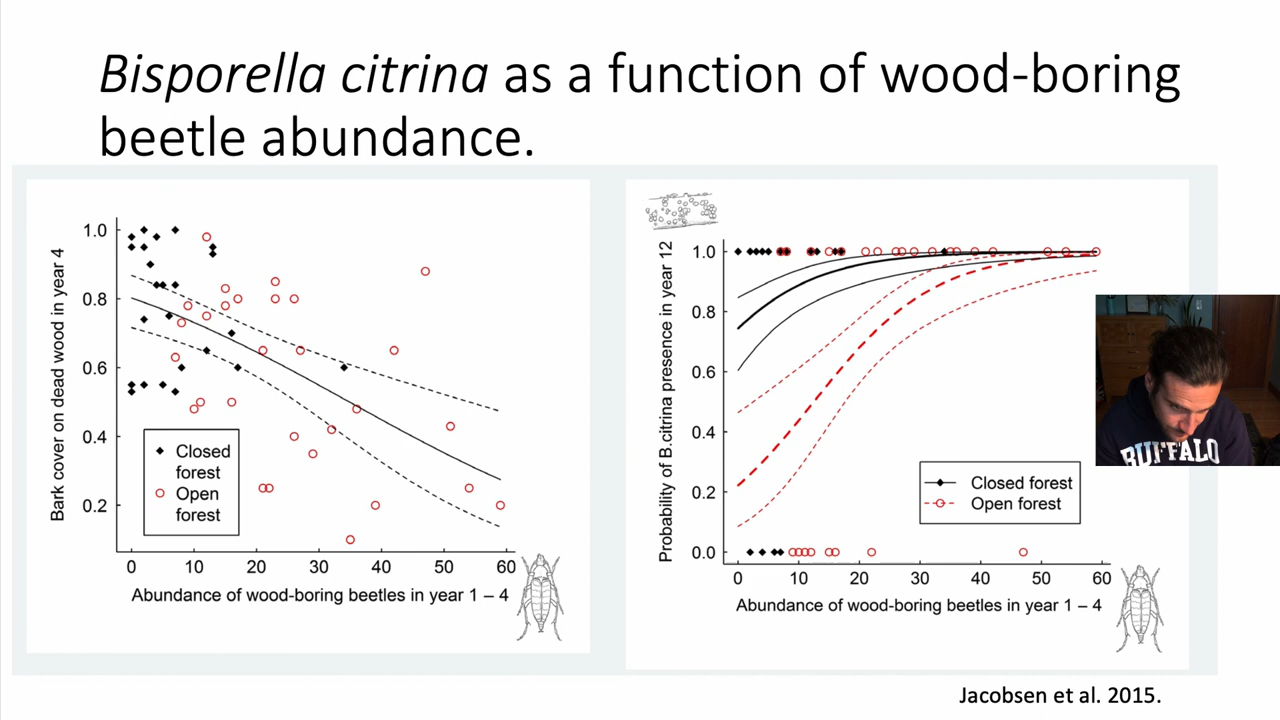 Bisporella citrina as a function of wood-boring
beetle abundance.
Bark cover on dead wood in year 4
1.0
0.8
0.6
0.4
0.2
Closed
forest
Open
forest
0 10 20 30 40 50 60
Abundance of wood-boring beetles in year 1 – 4
Probability of B.citrina presence in year 12
1.0
0.8
0.6
0.4
0.2
0.0
Closed forest
Open forest
0 10 20 30 40 50 60
Abundance of wood-boring beetles in year 1 – 4
BUFFALO
Jacobsen et al. 2015.